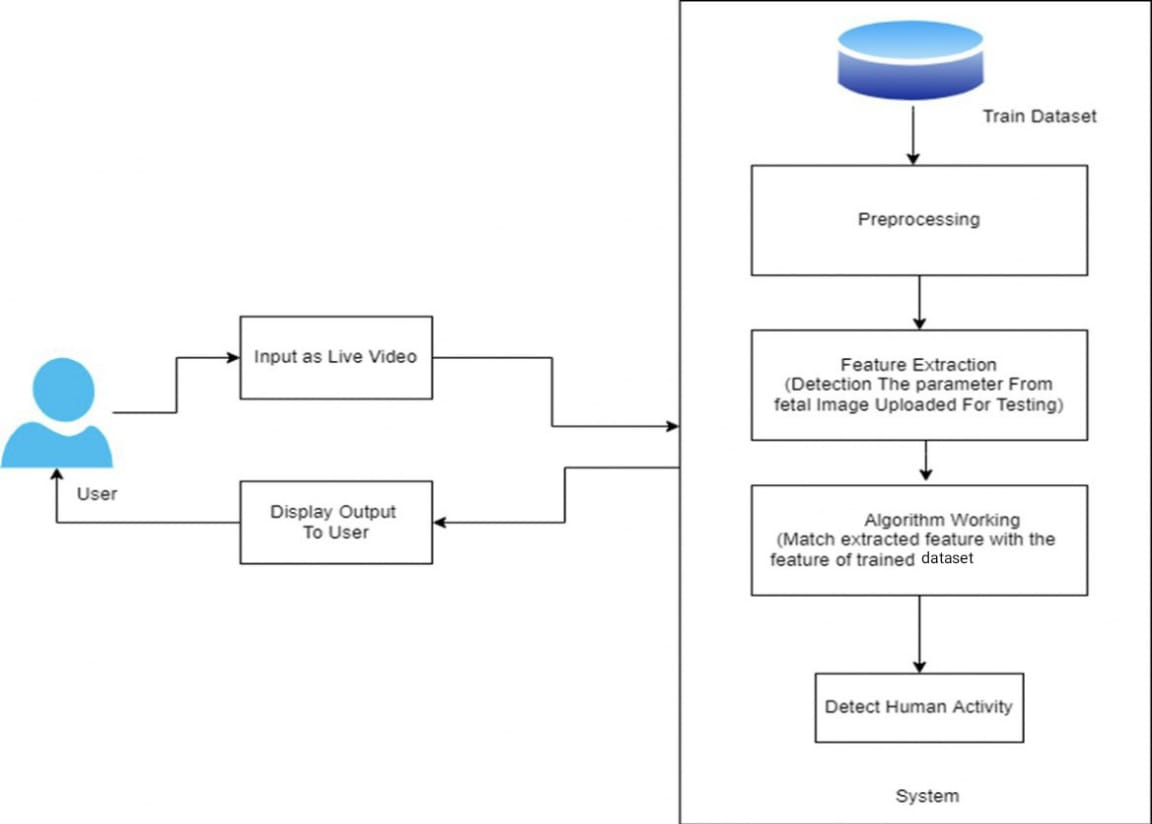 Train Dataset
Preprocessing
Input as Live Video
Feature Extraction
(Detection The parameter From
fetal Image Uploaded For Testing)
User
Display Output
To User
Algorithm Working
(Match extracted feature with the
feature of trained dataset
Detect Human Activity
System